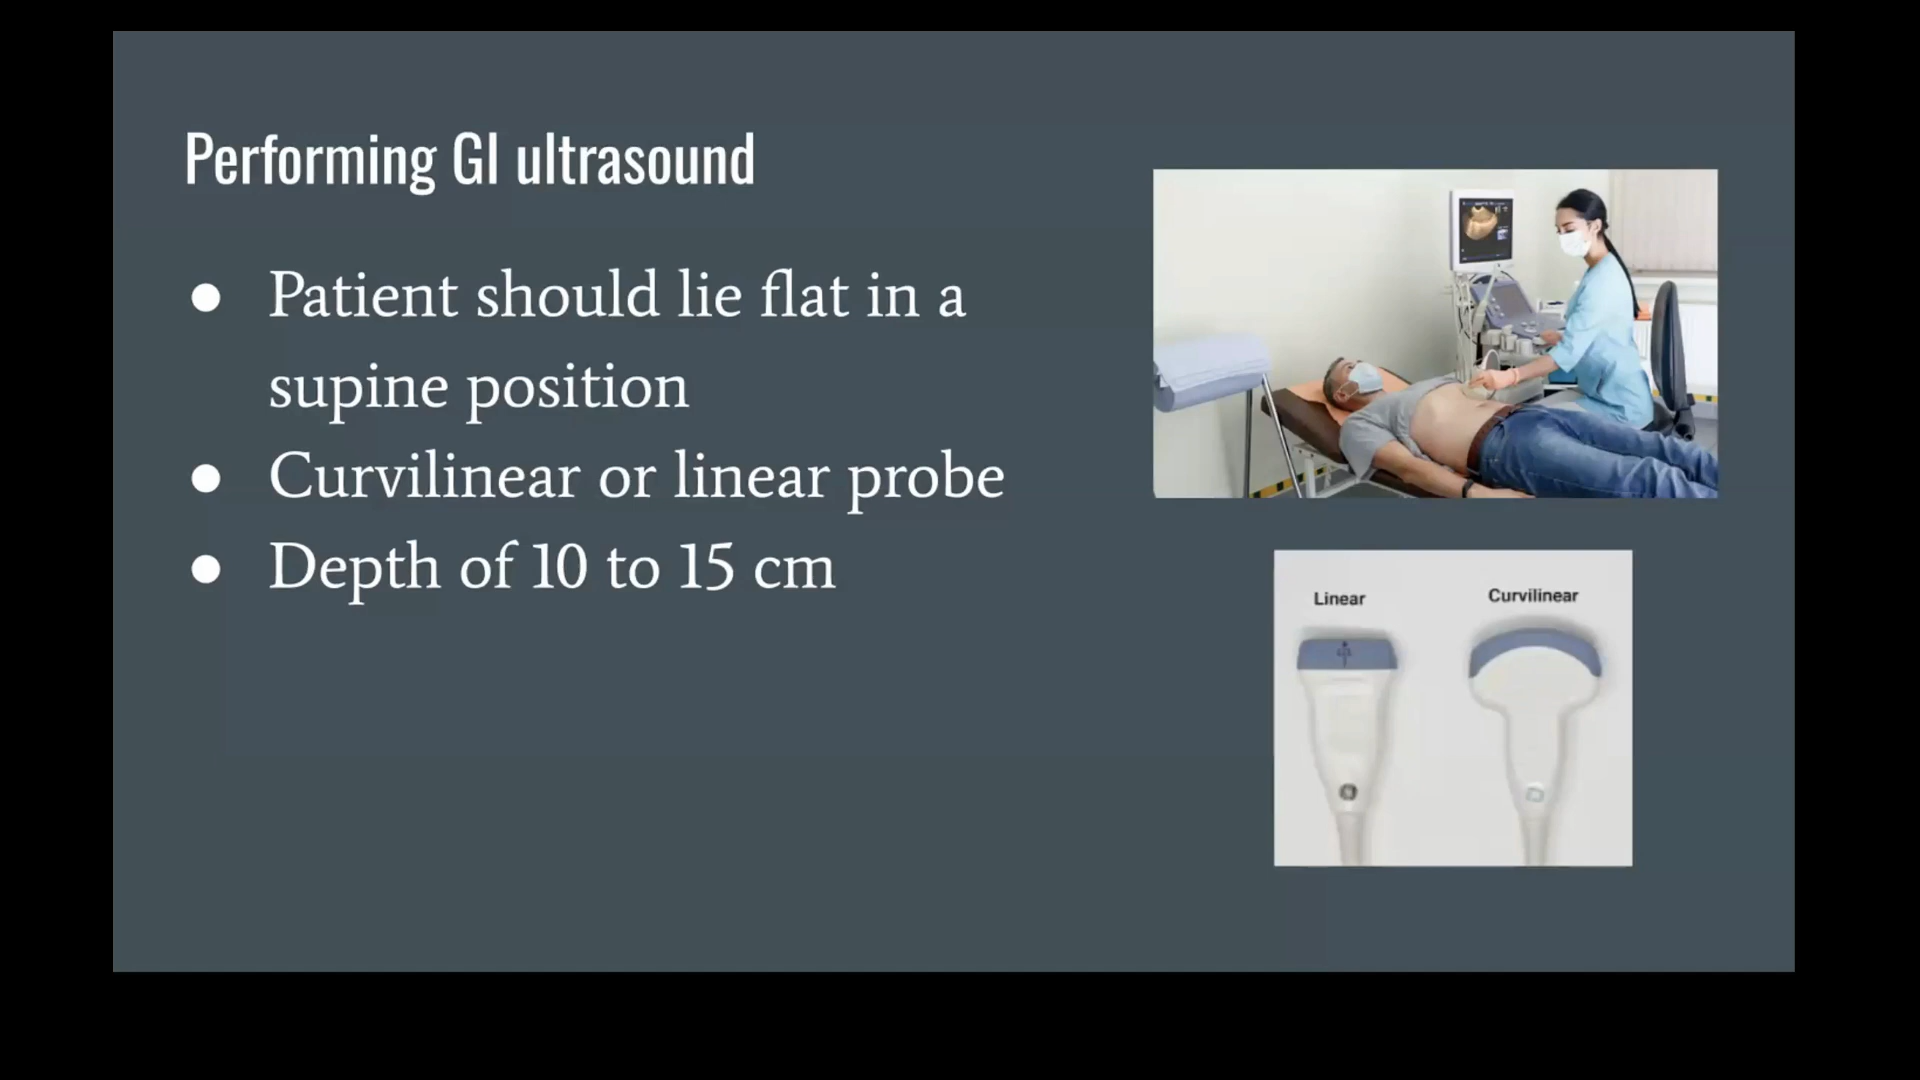 Performing GI ultrasound
● Patient should lie flat in a
supine position
● Curvilinear or linear probe
● Depth of 10 to 15 cm
Linear
Curvilinear